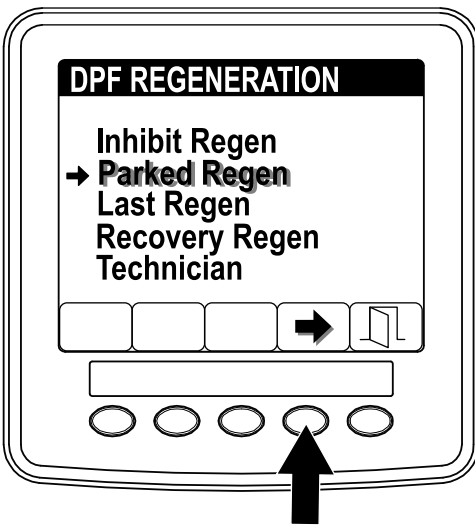 DPF REGENERATION
Inhibit Regen
Parked Regen
Last Regen
Recovery Regen
Technician